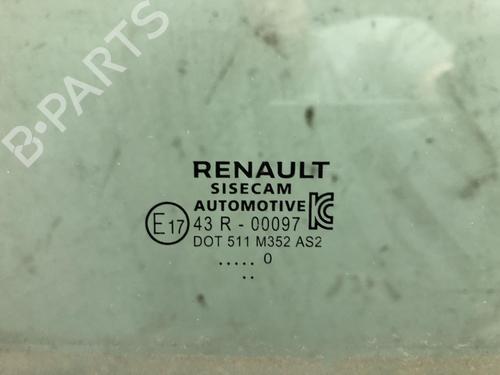 B-PARTS
RENAULT
SISECAM
AUTOMOTIVE
E17 43 R - 00097
DOT 511 M352 AS2
..... 0
..